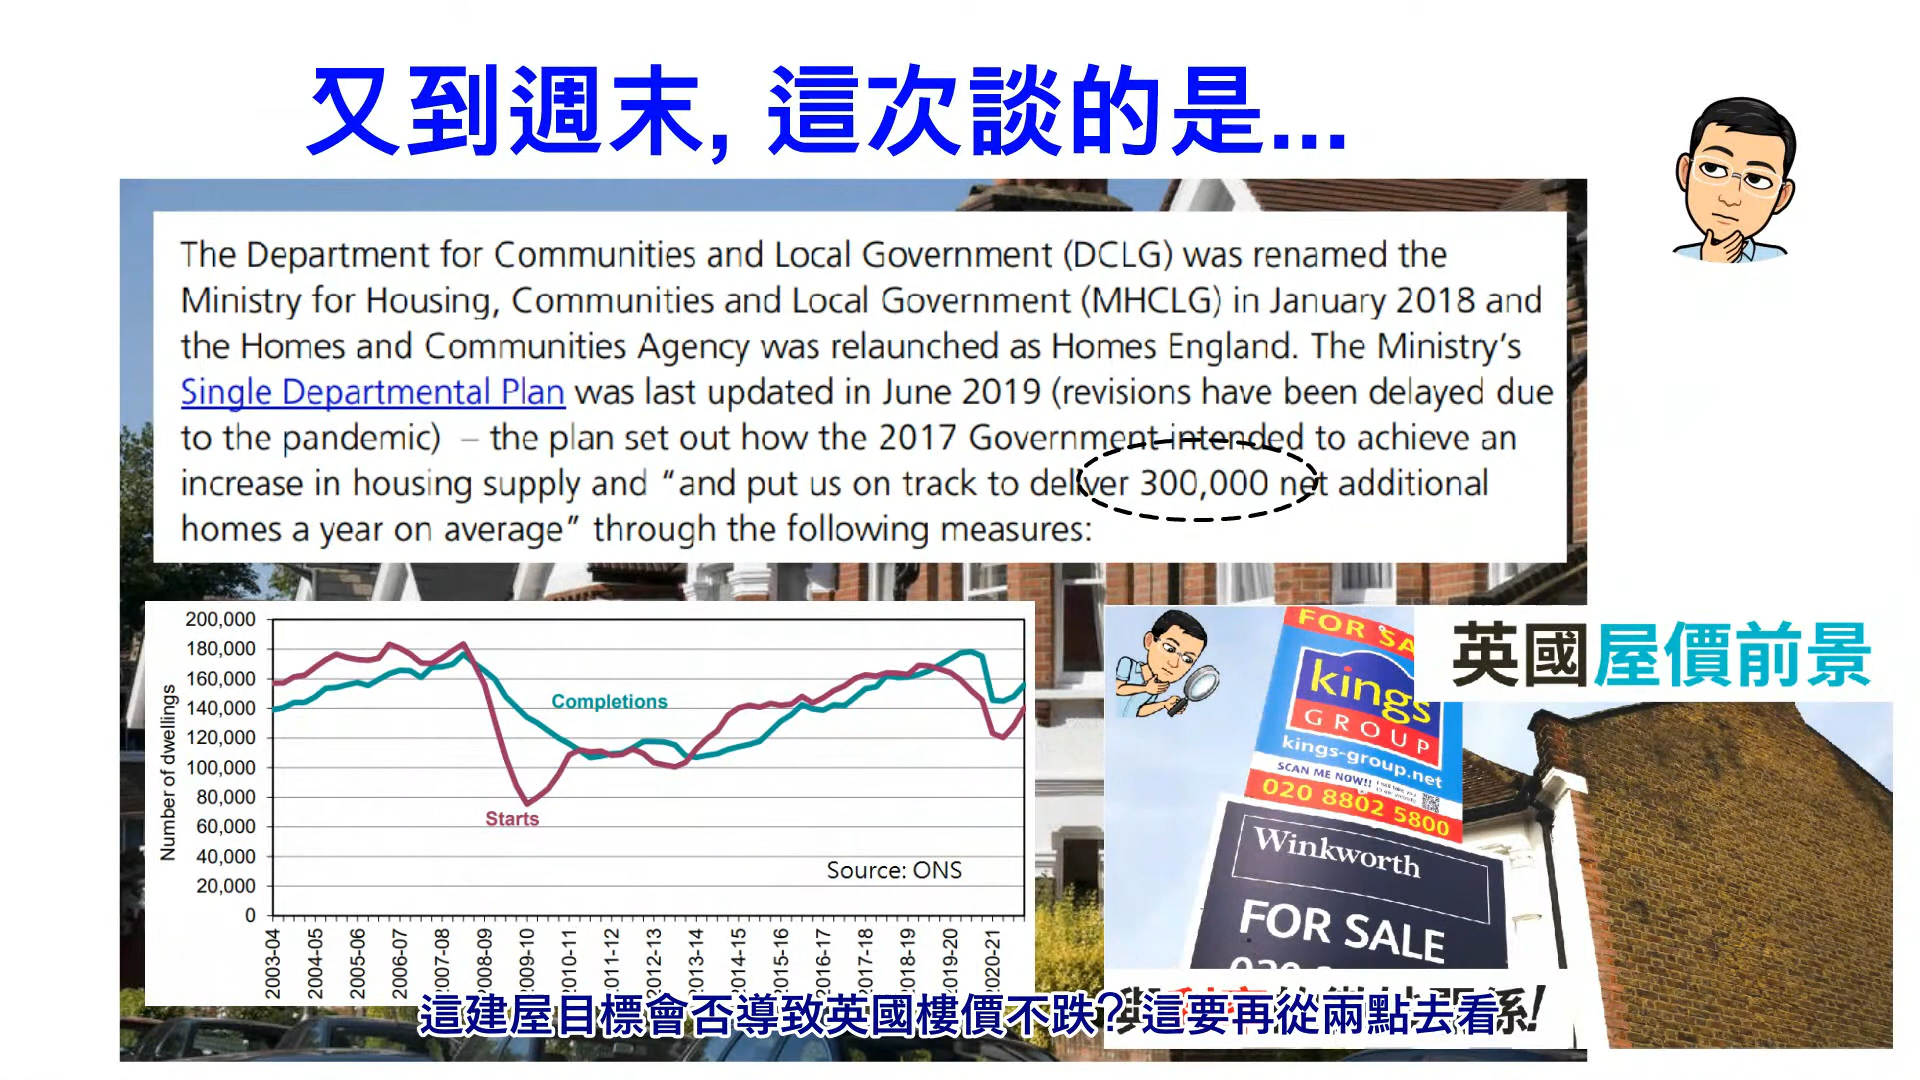 又到週末, 這次談的是...
The Department for Communities and Local Government (DCLG) was renamed the
Ministry for Housing, Communities and Local Government (MHCLG) in January 2018 and
the Homes and Communities Agency was relaunched as Homes England. The Ministry’s
Single Departmental Plan was last updated in June 2019 (revisions have been delayed due
to the pandemic) – the plan set out how the 2017 Government intended to achieve an
increase in housing supply and “and put us on track to deliver 300,000 net additional
homes a year on average” through the following measures:
200,000
180,000
160,000
140,000
120,000
100,000
80,000
60,000
40,000
20,000
0
Number of dwellings
Completions
Starts
Source: ONS
2003-04
2004-05
2005-06
2006-07
2007-08
2008-09
2009-10
2010-11
2011-12
2012-13
2013-14
2014-15
2015-16
2016-17
2017-18
2018-19
2019-20
2020-21
英國屋價前景
FOR SA
kings
GROUP
kings-group.net
SCAN ME NOW!!
020 8802 5800
Winkworth
FOR SALE
這建屋目標會否導致英國樓價不跌? 這要再從兩點去看